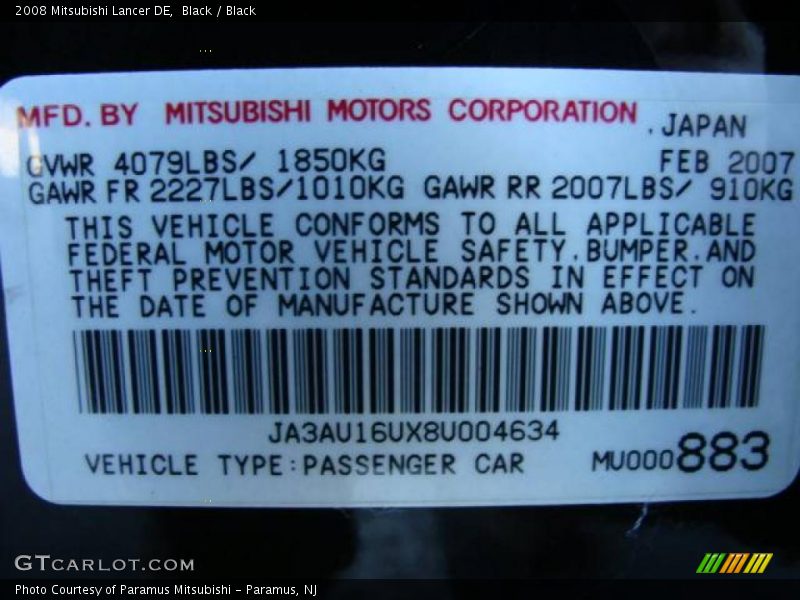 2008 Mitsubishi Lancer DE,  Black / Black
MFD. BY MITSUBISHI MOTORS CORPORATION
.JAPAN
GVWR 4079LBS/ 1850KG FEB 2007
GAWR FR 2227LBS/1010KG GAWR RR 2007LBS/ 910KG
THIS VEHICLE CONFORMS TO ALL APPLICABLE
FEDERAL MOTOR VEHICLE SAFETY.BUMPER.AND
THEFT PREVENTION STANDARDS IN EFFECT ON
THE DATE OF MANUFACTURE SHOWN ABOVE.
JA3AU16UX8U004634
VEHICLE TYPE:PASSENGER CAR MU000883
GTCARLOT.COM
Photo Courtesy of Paramus Mitsubishi - Paramus, NJ